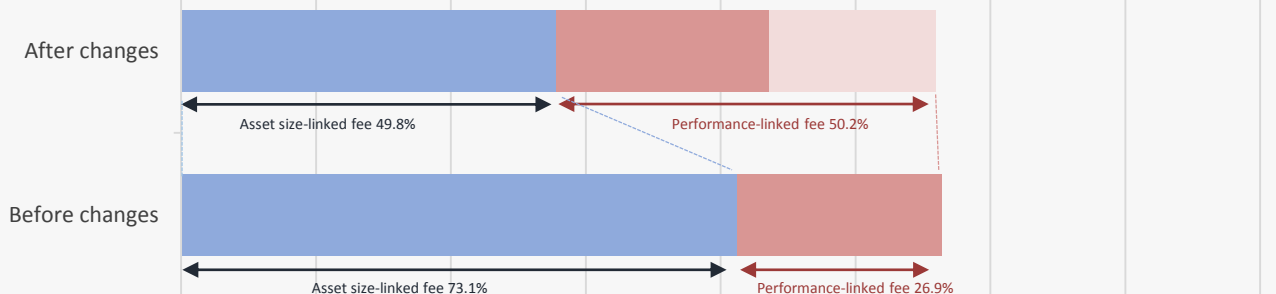 After changes
Asset size-linked fee 49.8%
Performance-linked fee 50.2%
Before changes
Asset size-linked fee 73.1%
Performance-linked fee 26.9%